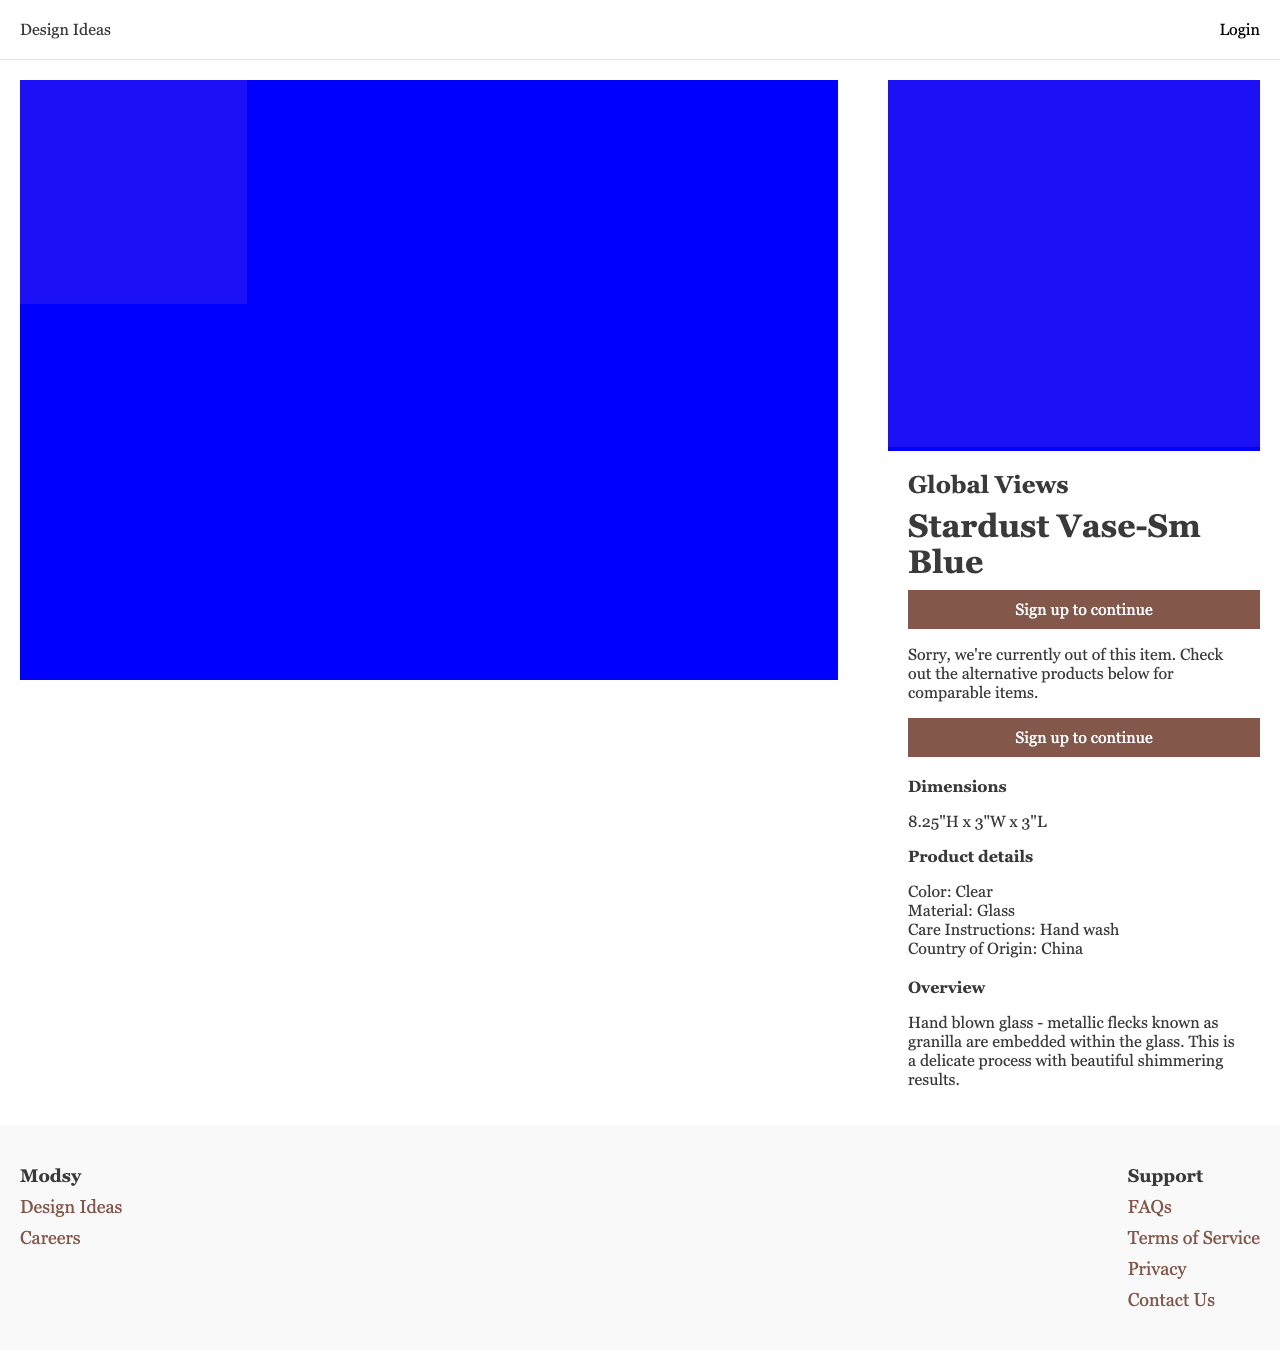 Design Ideas
Login
Global Views
Stardust Vase-Sm
Blue
Sign up to continue
Sorry, we're currently out of this item. Check
out the alternative products below for
comparable items.
Sign up to continue
Dimensions
8.25"H x 3"W x 3"L
Product details
Color: Clear
Material: Glass
Care Instructions: Hand wash
Country of Origin: China
Overview
Hand blown glass - metallic flecks known as
granilla are embedded within the glass. This is
a delicate process with beautiful shimmering
results.
Modsy
Design Ideas
Careers
Support
FAQs
Terms of Service
Privacy
Contact Us